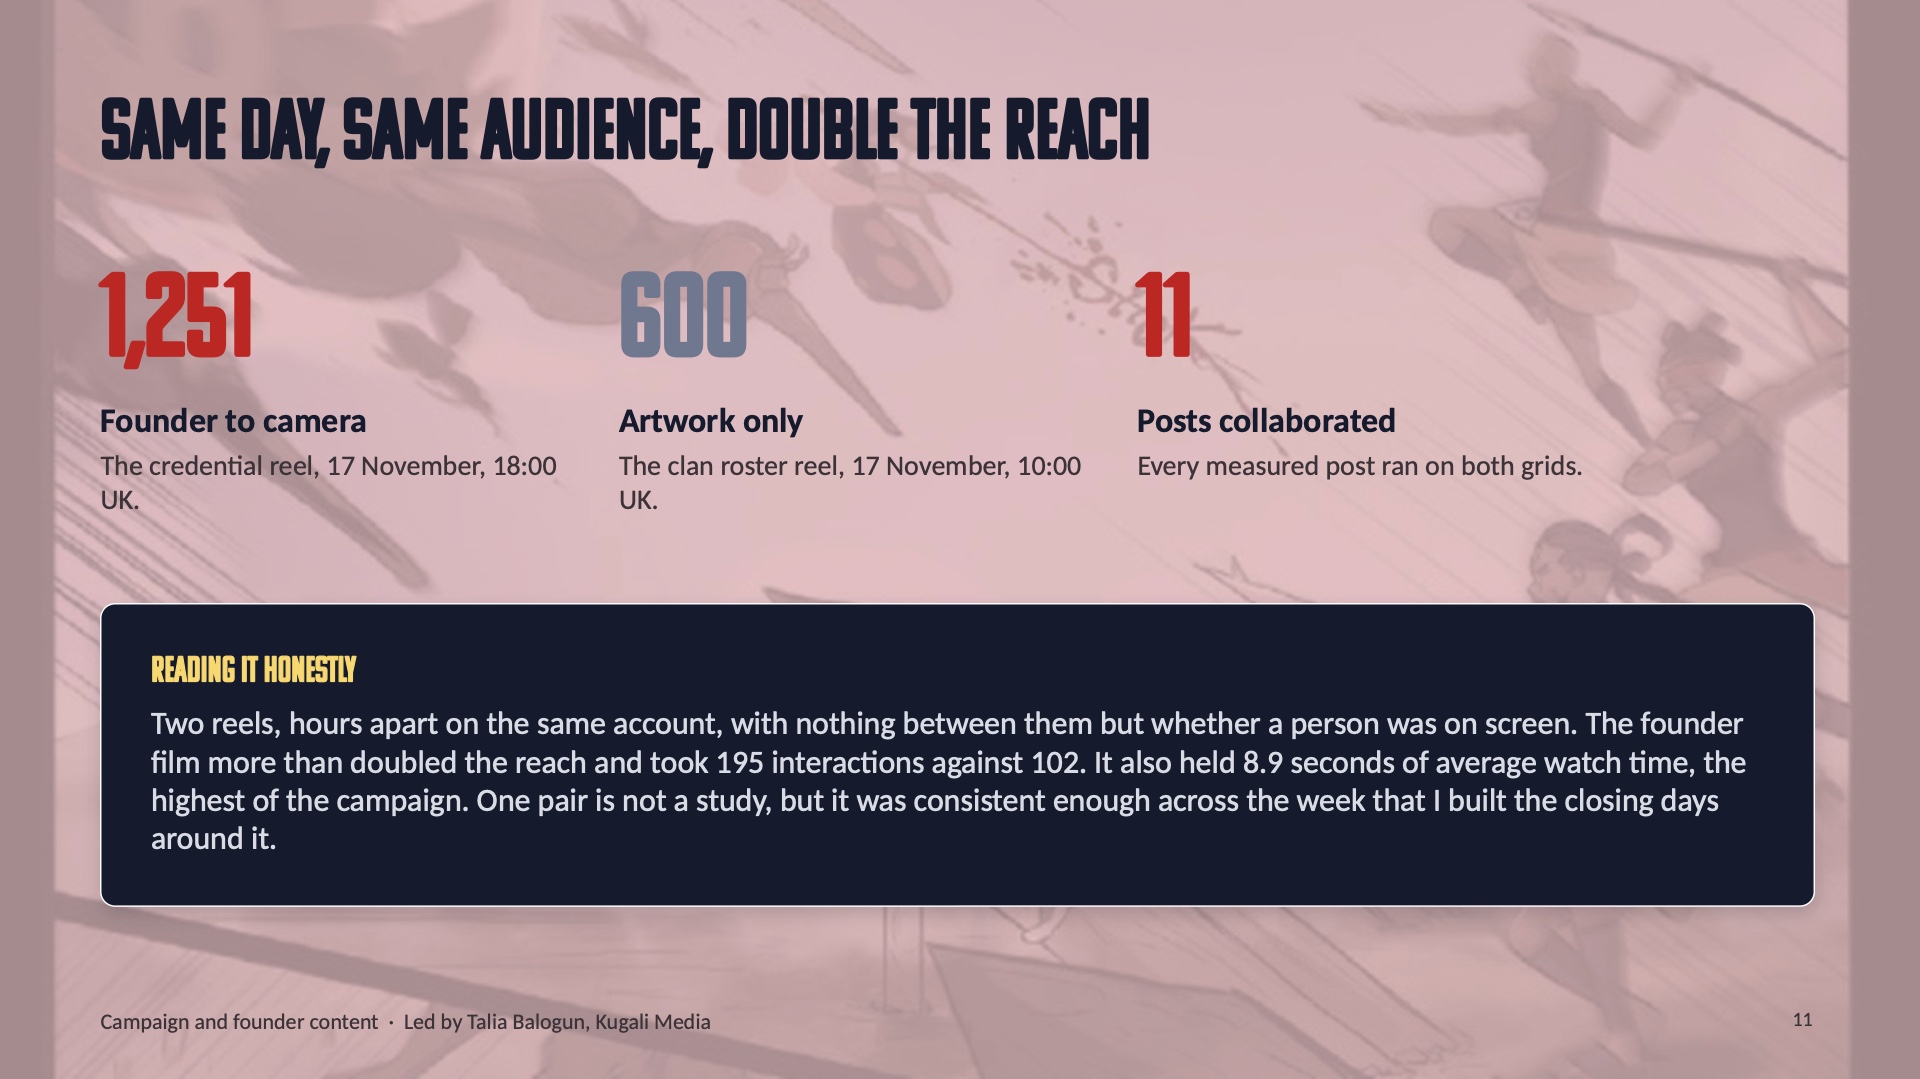 SAME DAY, SAME AUDIENCE, DOUBLE THE REACH
1,251
Founder to camera
The credential reel, 17 November, 18:00
UK.
600
Artwork only
The clan roster reel, 17 November, 10:00
UK.
11
Posts collaborated
Every measured post ran on both grids.
READING IT HONESTLY
Two reels, hours apart on the same account, with nothing between them but whether a person was on screen. The founder
film more than doubled the reach and took 195 interactions against 102. It also held 8.9 seconds of average watch time, the
highest of the campaign. One pair is not a study, but it was consistent enough across the week that I built the closing days
around it.
Campaign and founder content · Led by Talia Balogun, Kugali Media
11